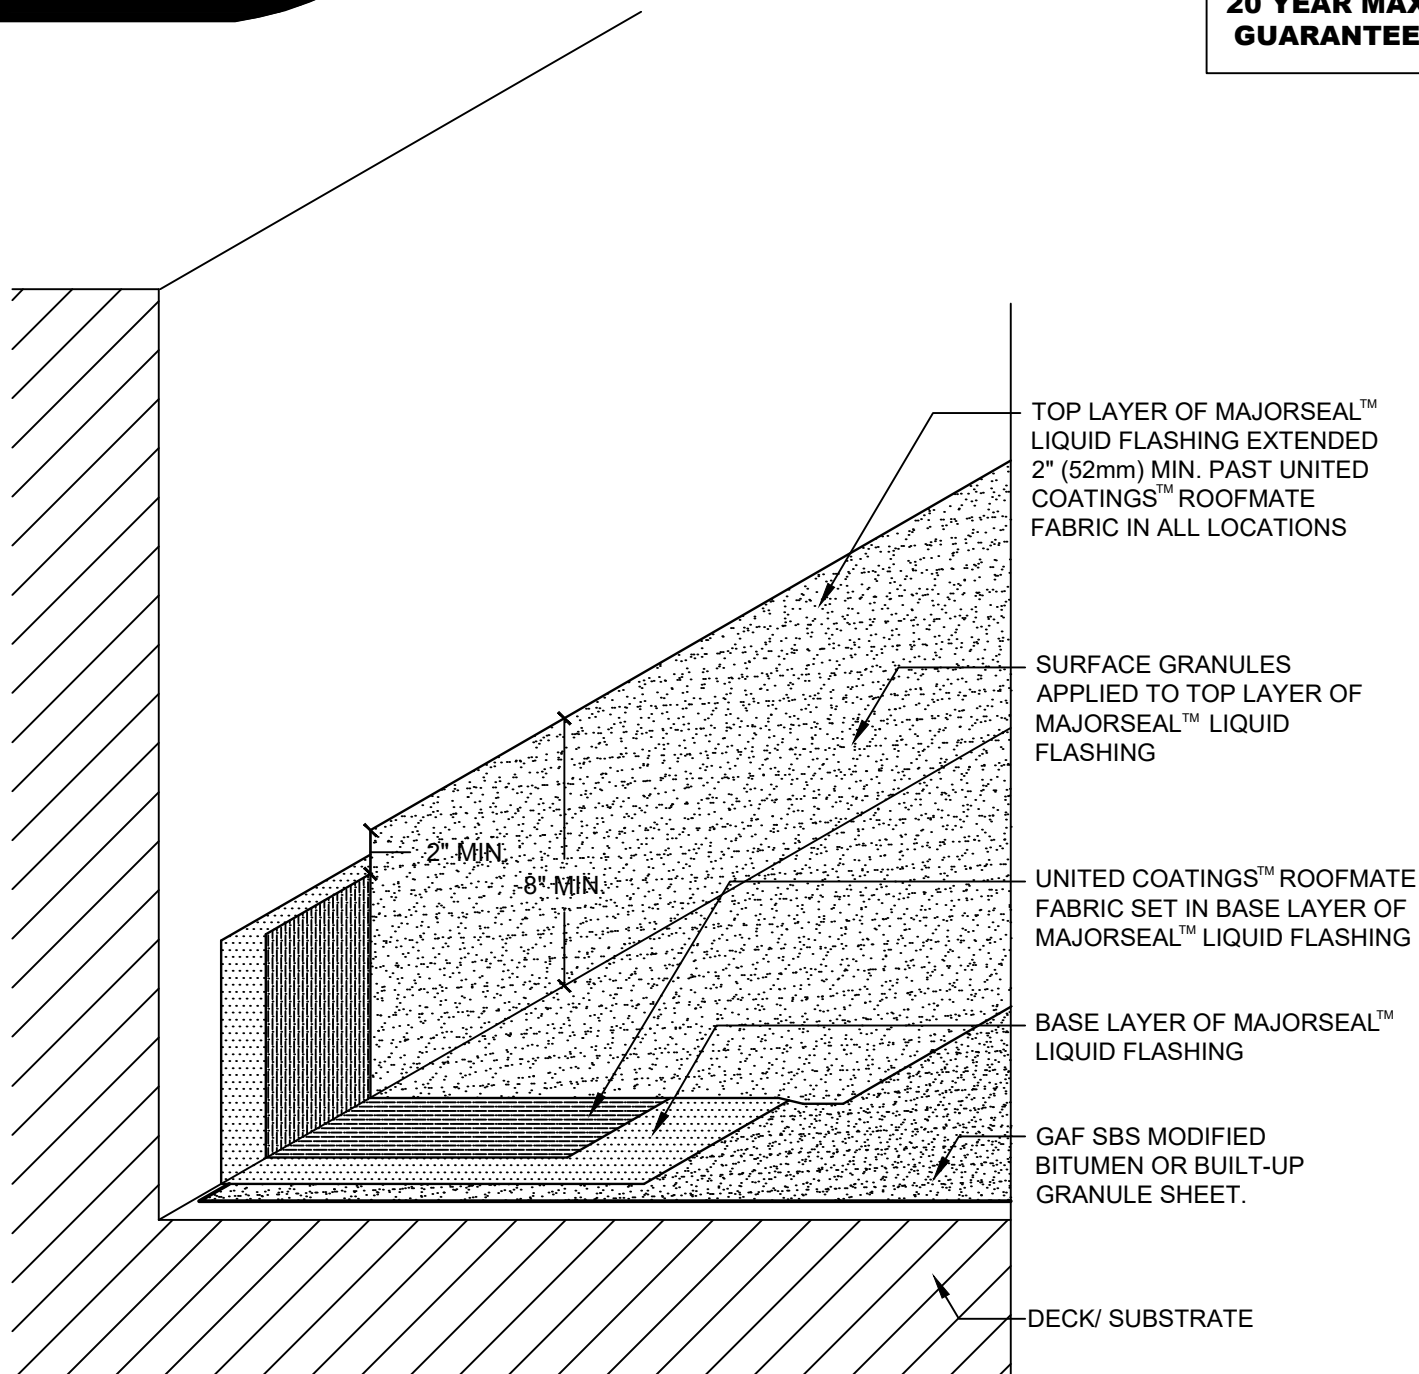 20 YEAR MAX
GUARANTEE
TOP LAYER OF MAJORSEAL™
LIQUID FLASHING EXTENDED
2" (52mm) MIN. PAST UNITED
COATINGS™ ROOFMATE
FABRIC IN ALL LOCATIONS
SURFACE GRANULES
APPLIED TO TOP LAYER OF
MAJORSEAL™ LIQUID
FLASHING
2" MIN.
8" MIN.
UNITED COATINGS™ ROOFMATE
FABRIC SET IN BASE LAYER OF
MAJORSEAL™ LIQUID FLASHING
BASE LAYER OF MAJORSEAL™
LIQUID FLASHING
GAF SBS MODIFIED
BITUMEN OR BUILT-UP
GRANULE SHEET.
DECK/ SUBSTRATE